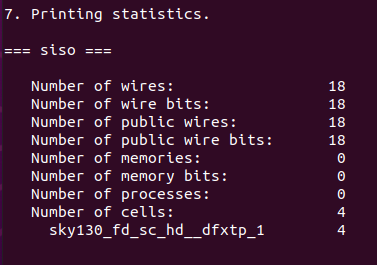 7. Printing statistics.
=== siso ===
Number of wires: 18
Number of wire bits: 18
Number of public wires: 18
Number of public wire bits: 18
Number of memories: 0
Number of memory bits: 0
Number of processes: 0
Number of cells: 4
sky130_fd_sc_hd__dfxtp_1 4